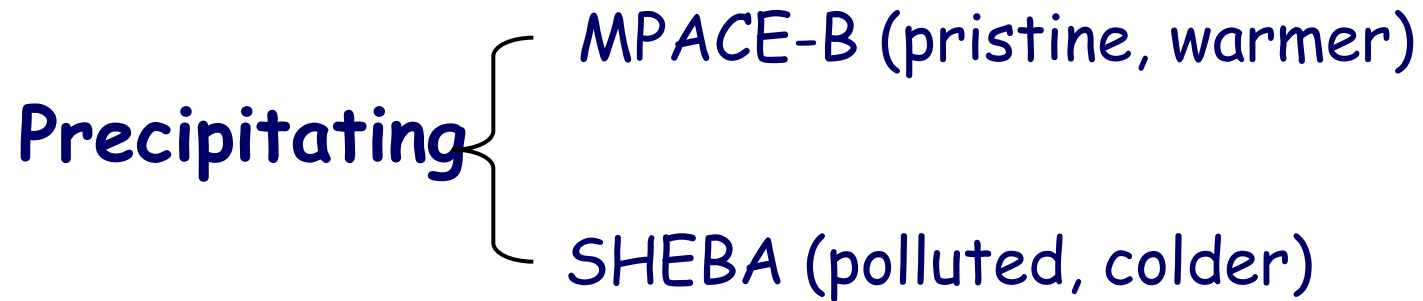 MPACE-B (pristine, warmer)
Precipitating
SHEBA (polluted, colder)